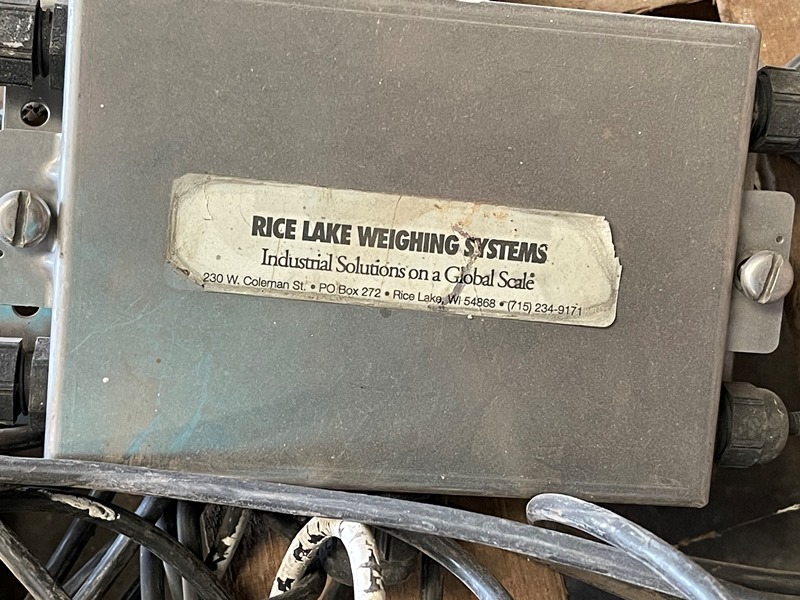 RICE LAKE WEIGHING SYSTEMS
Industrial Solutions on a Global Scale
230 W. Coleman St. • PO Box 272 • Rice Lake, WI 54868 • (715) 234-9171